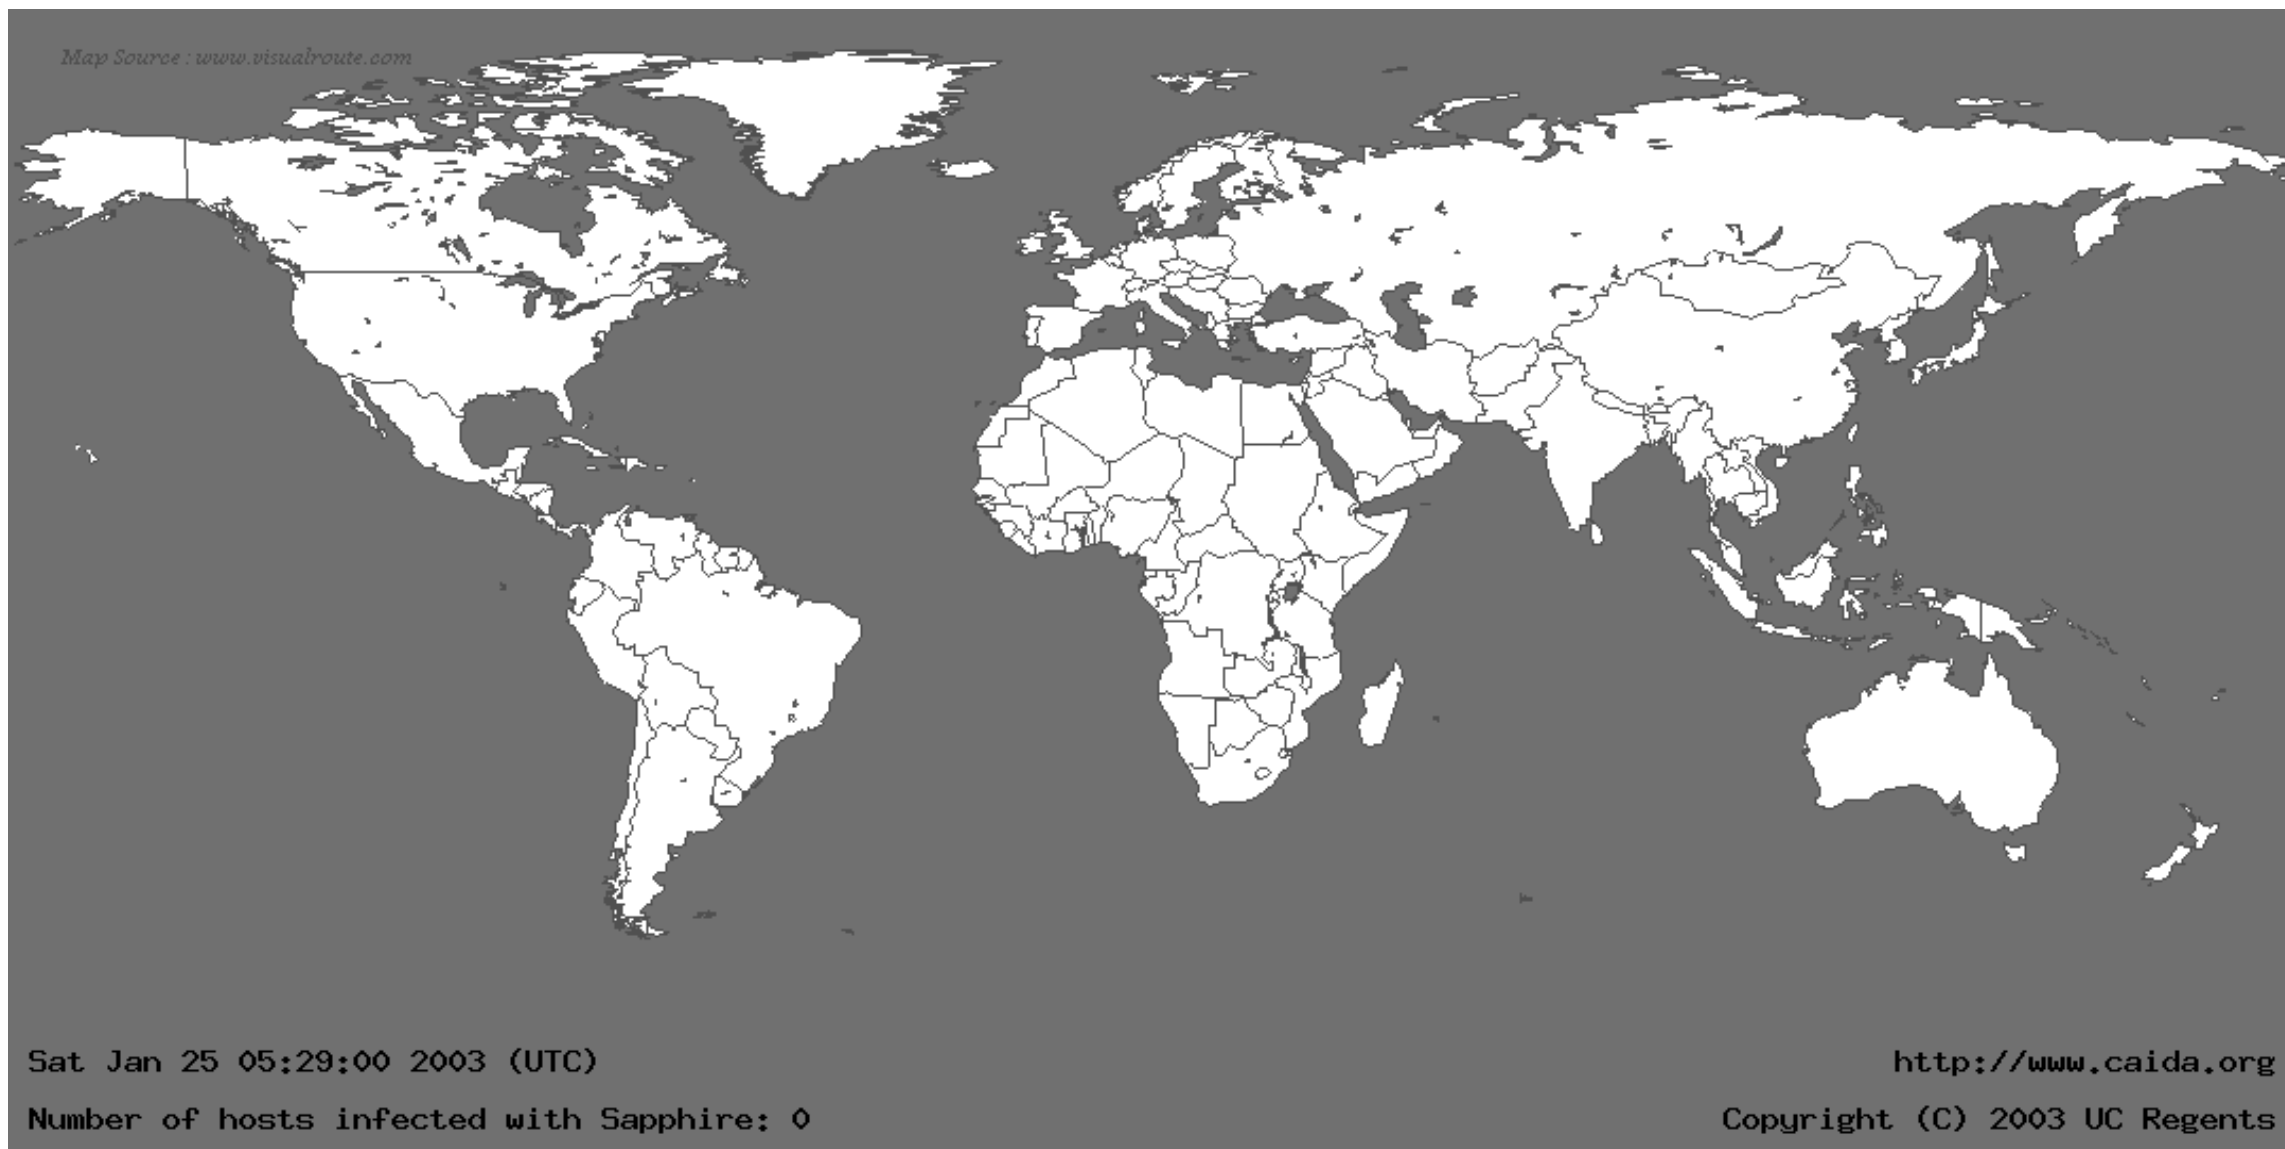 Map Source : www.visualroute.com
Sat Jan 25 05:29:00 2003 (UTC)
http://www.caida.org
Number of hosts infected with Sapphire: 0
Copyright (C) 2003 UC Regents